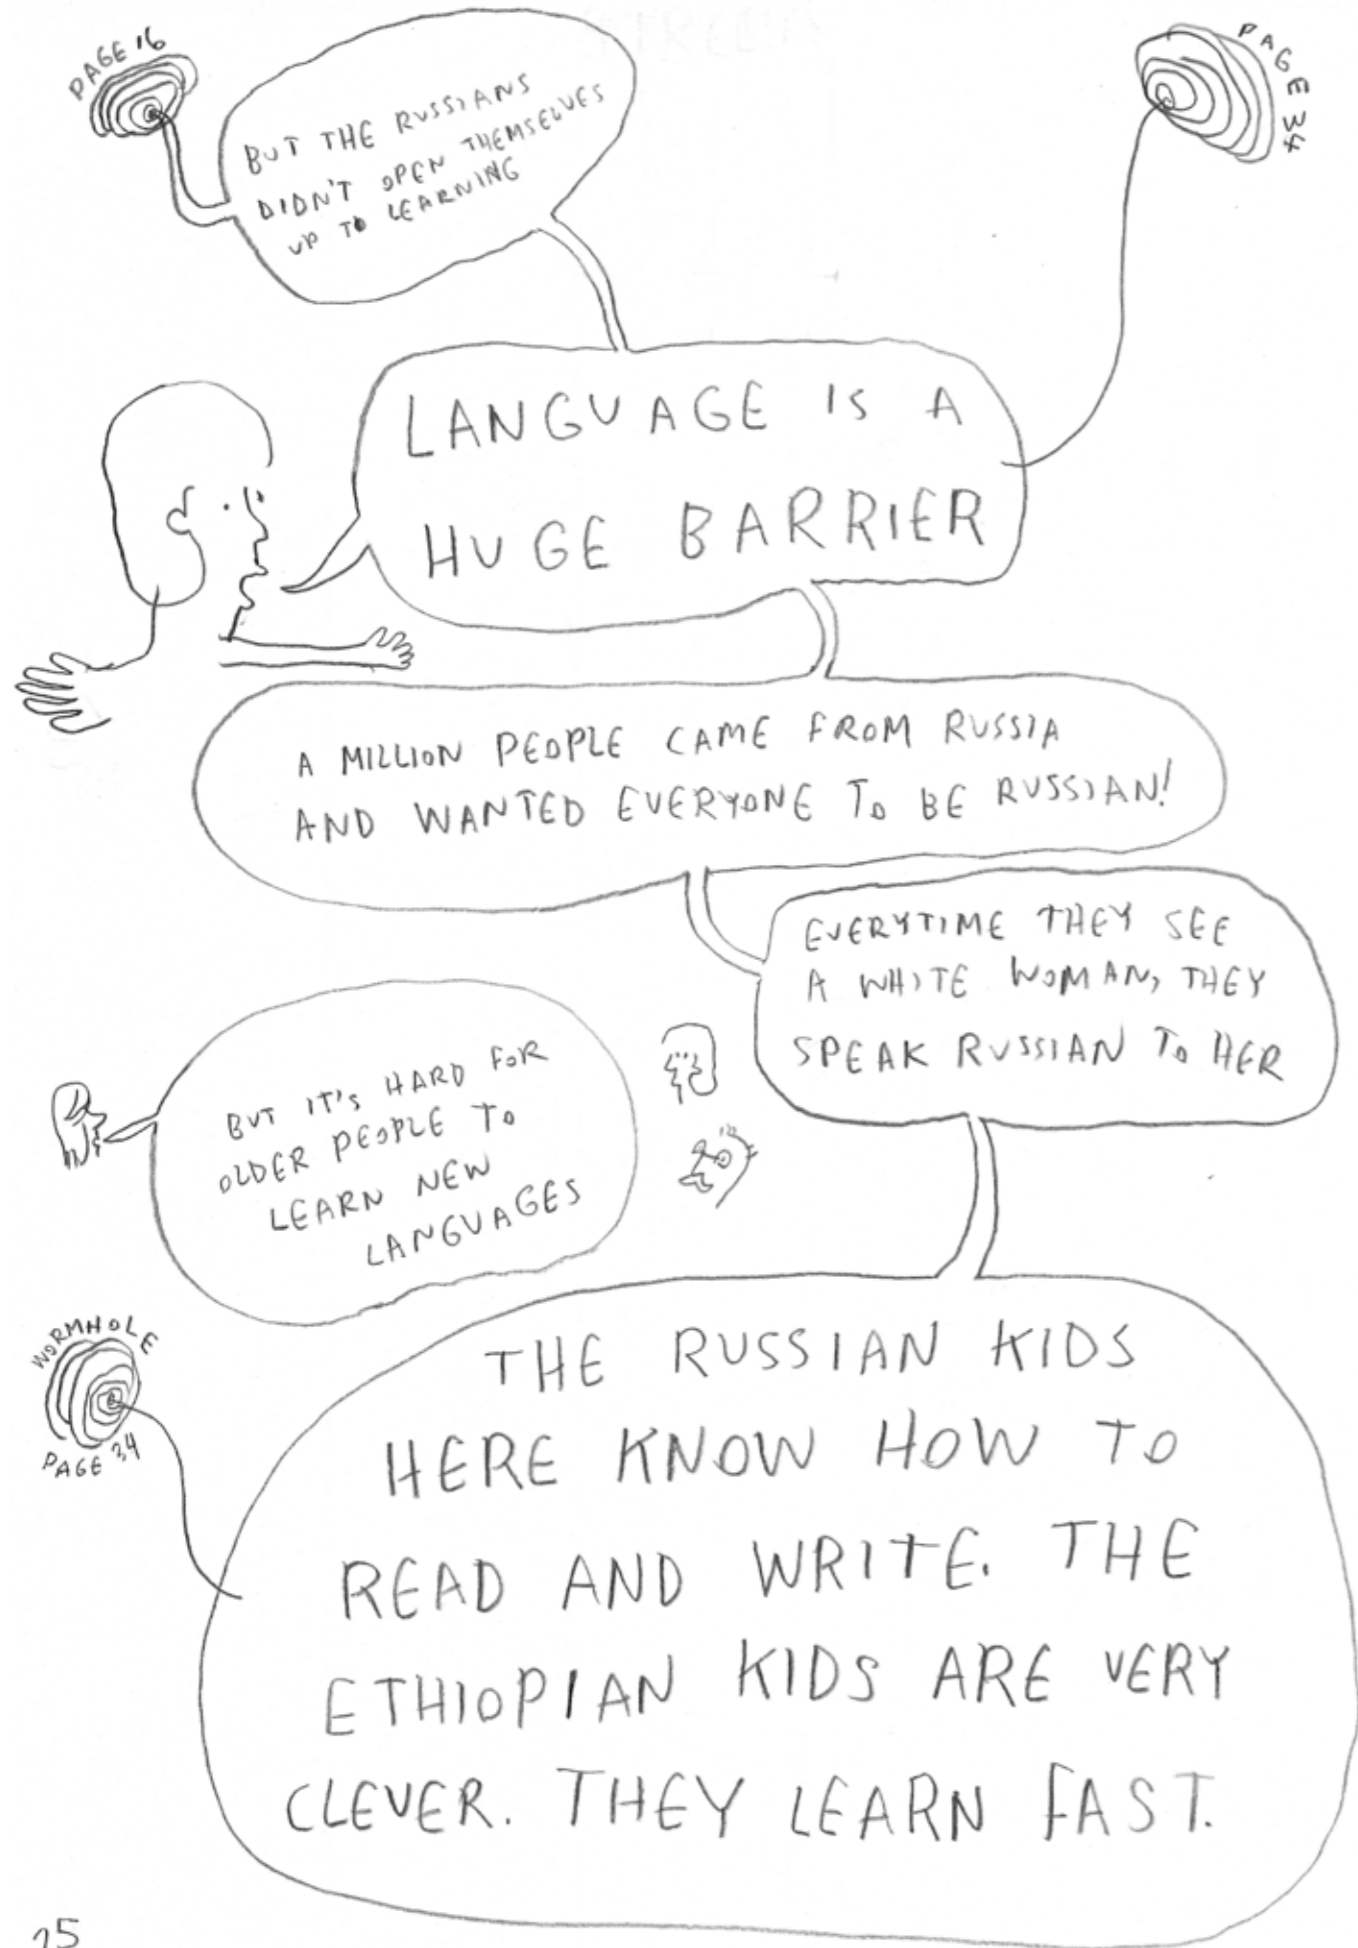 PAGE 16
PAGE 34
BUT THE RUSSIANS
DIDN'T OPEN THEMSELVES
UP TO LEARNING
LANGUAGE IS A
HUGE BARRIER
A MILLION PEOPLE CAME FROM RUSSIA
AND WANTED EVERYONE TO BE RUSSIAN!
EVERYTIME THEY SEE
A WHITE WOMAN, THEY
SPEAK RUSSIAN TO HER
BUT IT'S HARD FOR
OLDER PEOPLE TO
LEARN NEW
LANGUAGES
WORMHOLE
PAGE 34
THE RUSSIAN KIDS
HERE KNOW HOW TO
READ AND WRITE. THE
ETHIOPIAN KIDS ARE VERY
CLEVER. THEY LEARN FAST.